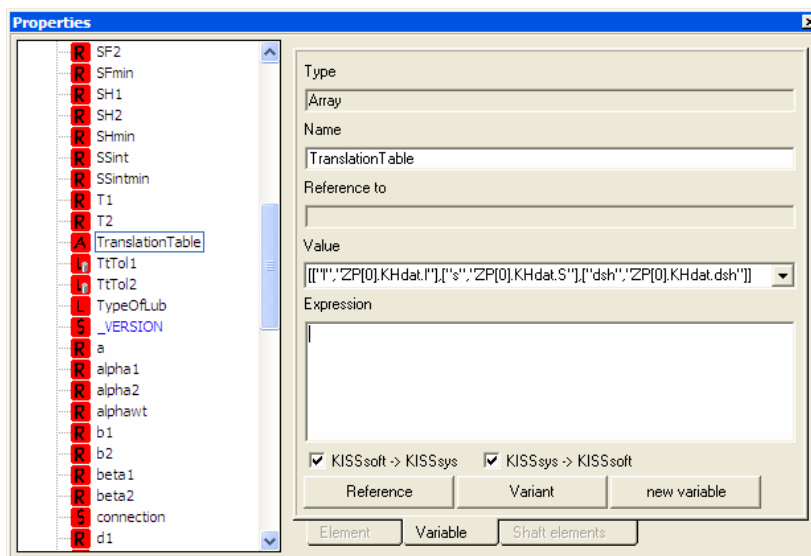 Properties
R SF2
R SFmin
R SH1
R SH2
R SHmin
R SSint
R SSintmin
R T1
R T2
A TranslationTable
L TtTol1
L TtTol2
L TypeOfLub
S _VERSION
R a
R alpha1
R alpha2
R alphawt
R b1
R b2
R beta1
R beta2
S connection
R d1
Type
Array
Name
TranslationTable
Reference to
Value
[["l","ZP[0].KHdat.l"],["s","ZP[0].KHdat.S"],["dsh","ZP[0].KHdat.dsh"]]
Expression
KISSsoft -> KISSsys KISSsys -> KISSsoft
Reference Variant new variable
Element Variable Shaft elements